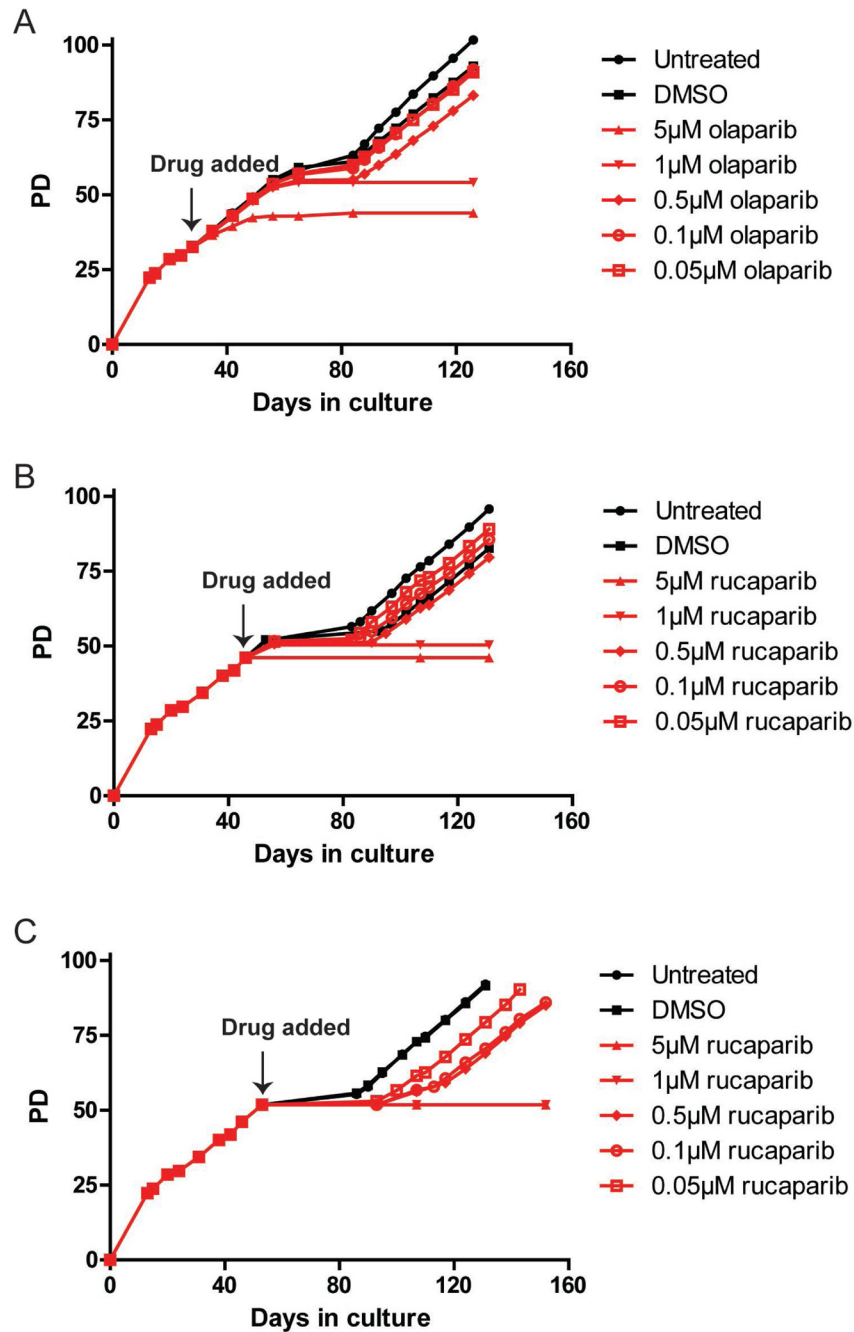 A
100
75
50
25
0
PD
Drug added
0 40 80 120 160
Days in culture
Untreated
DMSO
5µM olaparib
1µM olaparib
0.5µM olaparib
0.1µM olaparib
0.05µM olaparib
B
100
75
50
25
0
PD
Drug added
0 40 80 120 160
Days in culture
Untreated
DMSO
5µM rucaparib
1µM rucaparib
0.5µM rucaparib
0.1µM rucaparib
0.05µM rucaparib
C
100
75
50
25
0
PD
Drug added
0 40 80 120 160
Days in culture
Untreated
DMSO
5µM rucaparib
1µM rucaparib
0.5µM rucaparib
0.1µM rucaparib
0.05µM rucaparib